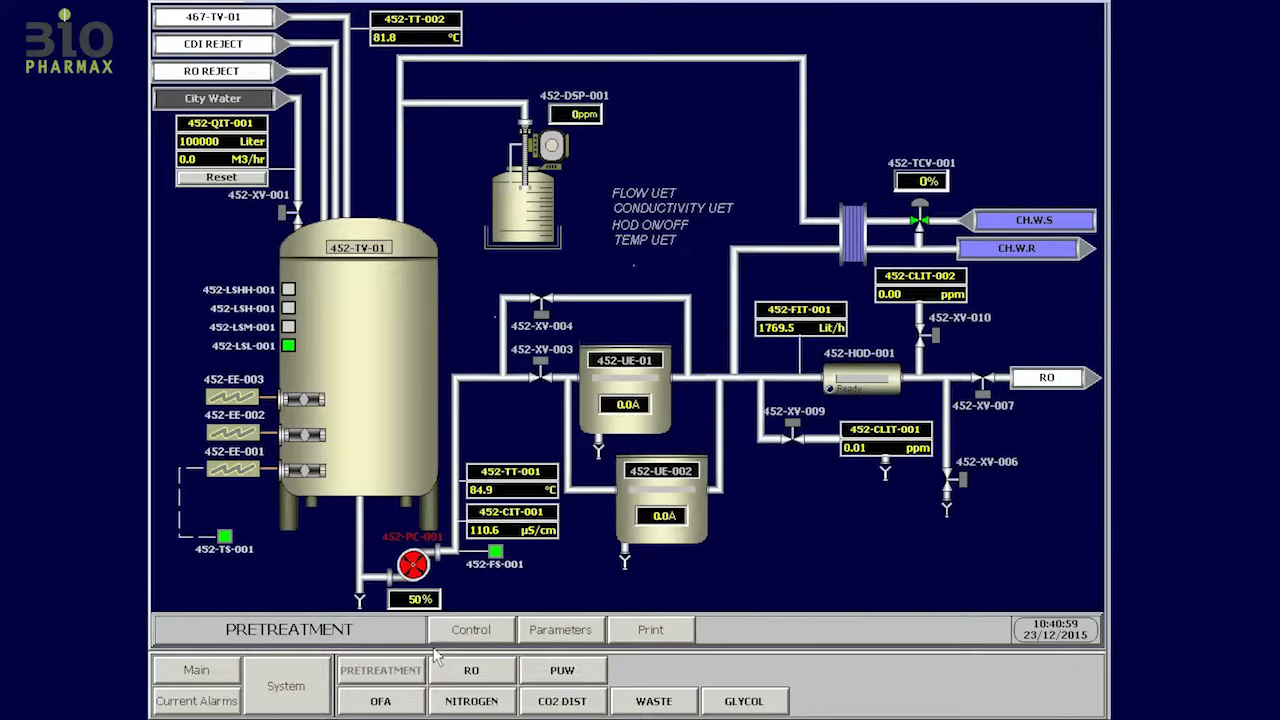 BIO
PHARMAX
467-TV-01
CDI REJECT
RO REJECT
City Water
452-TT-002
81.8 °C
452-QIT-001
100000 Liter
0.0 M3/hr
Reset
452-XV-001
452-DSP-001
0ppm
FLOW UET
CONDUCTIVITY UET
HOD ON/OFF
TEMP UET
452-TCV-001
0%
CH.W.S
CH.W.R
452-TV-01
452-LSHH-001
452-LSH-001
452-LSM-001
452-LSL-001
452-CLIT-002
0.00 ppm
452-XV-010
452-FIT-001
1769.5 Lit/h
452-XV-004
452-XV-003
452-UE-01
0.0A
452-HOD-001
Ready
RO
452-XV-007
452-EE-003
452-EE-002
452-EE-001
452-XV-009
452-CLIT-001
0.01 ppm
452-XV-006
452-TT-001
84.9 °C
452-CIT-001
110.6 µS/cm
452-UE-002
0.0A
452-TS-001
452-PC-001
452-FS-001
50%
PRETREATMENT
Control
Parameters
Print
10:40:59
23/12/2015
Main
System
PRETREATMENT
RO
PUW
Current Alarms
OFA
NITROGEN
CO2 DIST
WASTE
GLYCOL